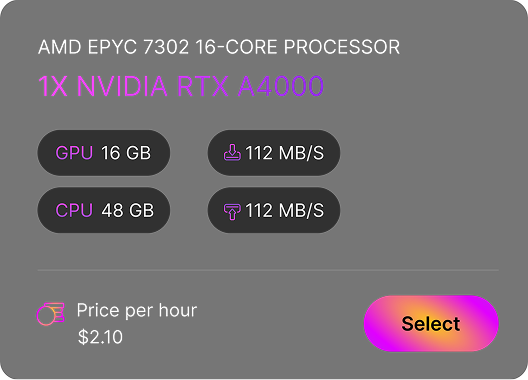 AMD EPYC 7302 16-CORE PROCESSOR
1X NVIDIA RTX A4000
GPU 16 GB
112 MB/S
CPU 48 GB
112 MB/S
Price per hour
$2.10
Select